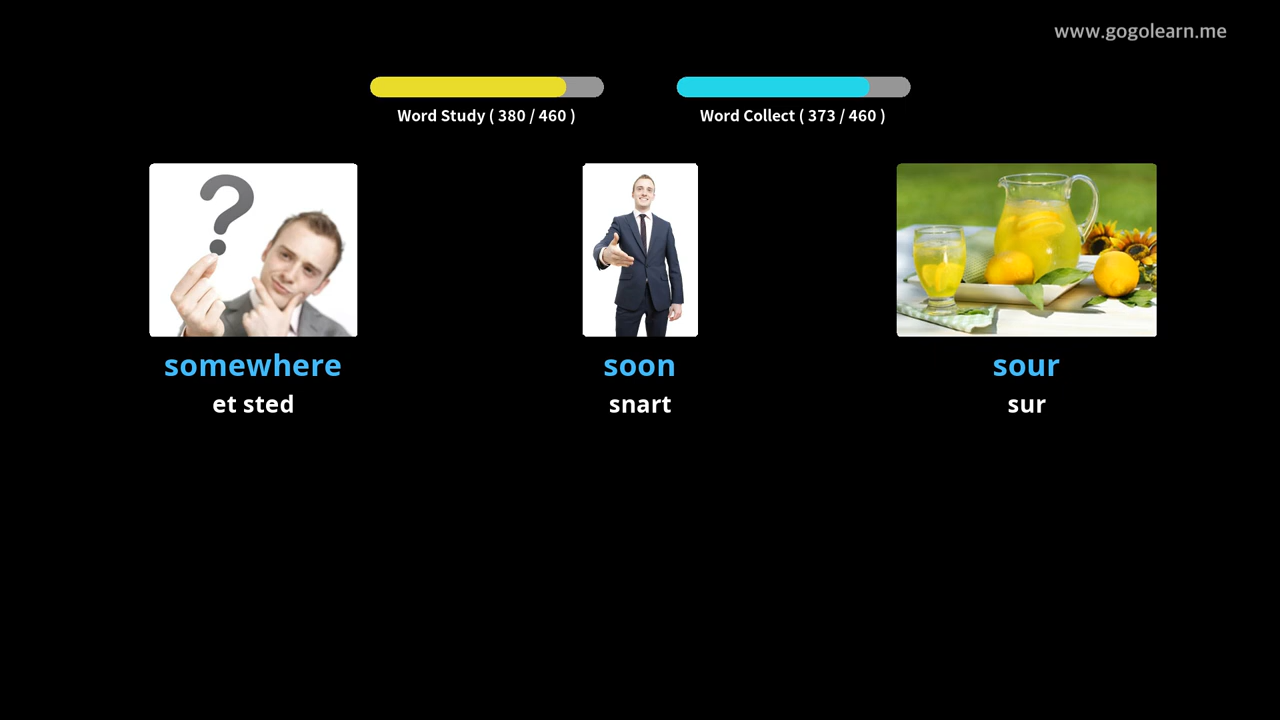 www.gogolearn.me
Word Study ( 380 / 460 )
Word Collect ( 373 / 460 )
somewhere
et sted
soon
snart
sour
sur